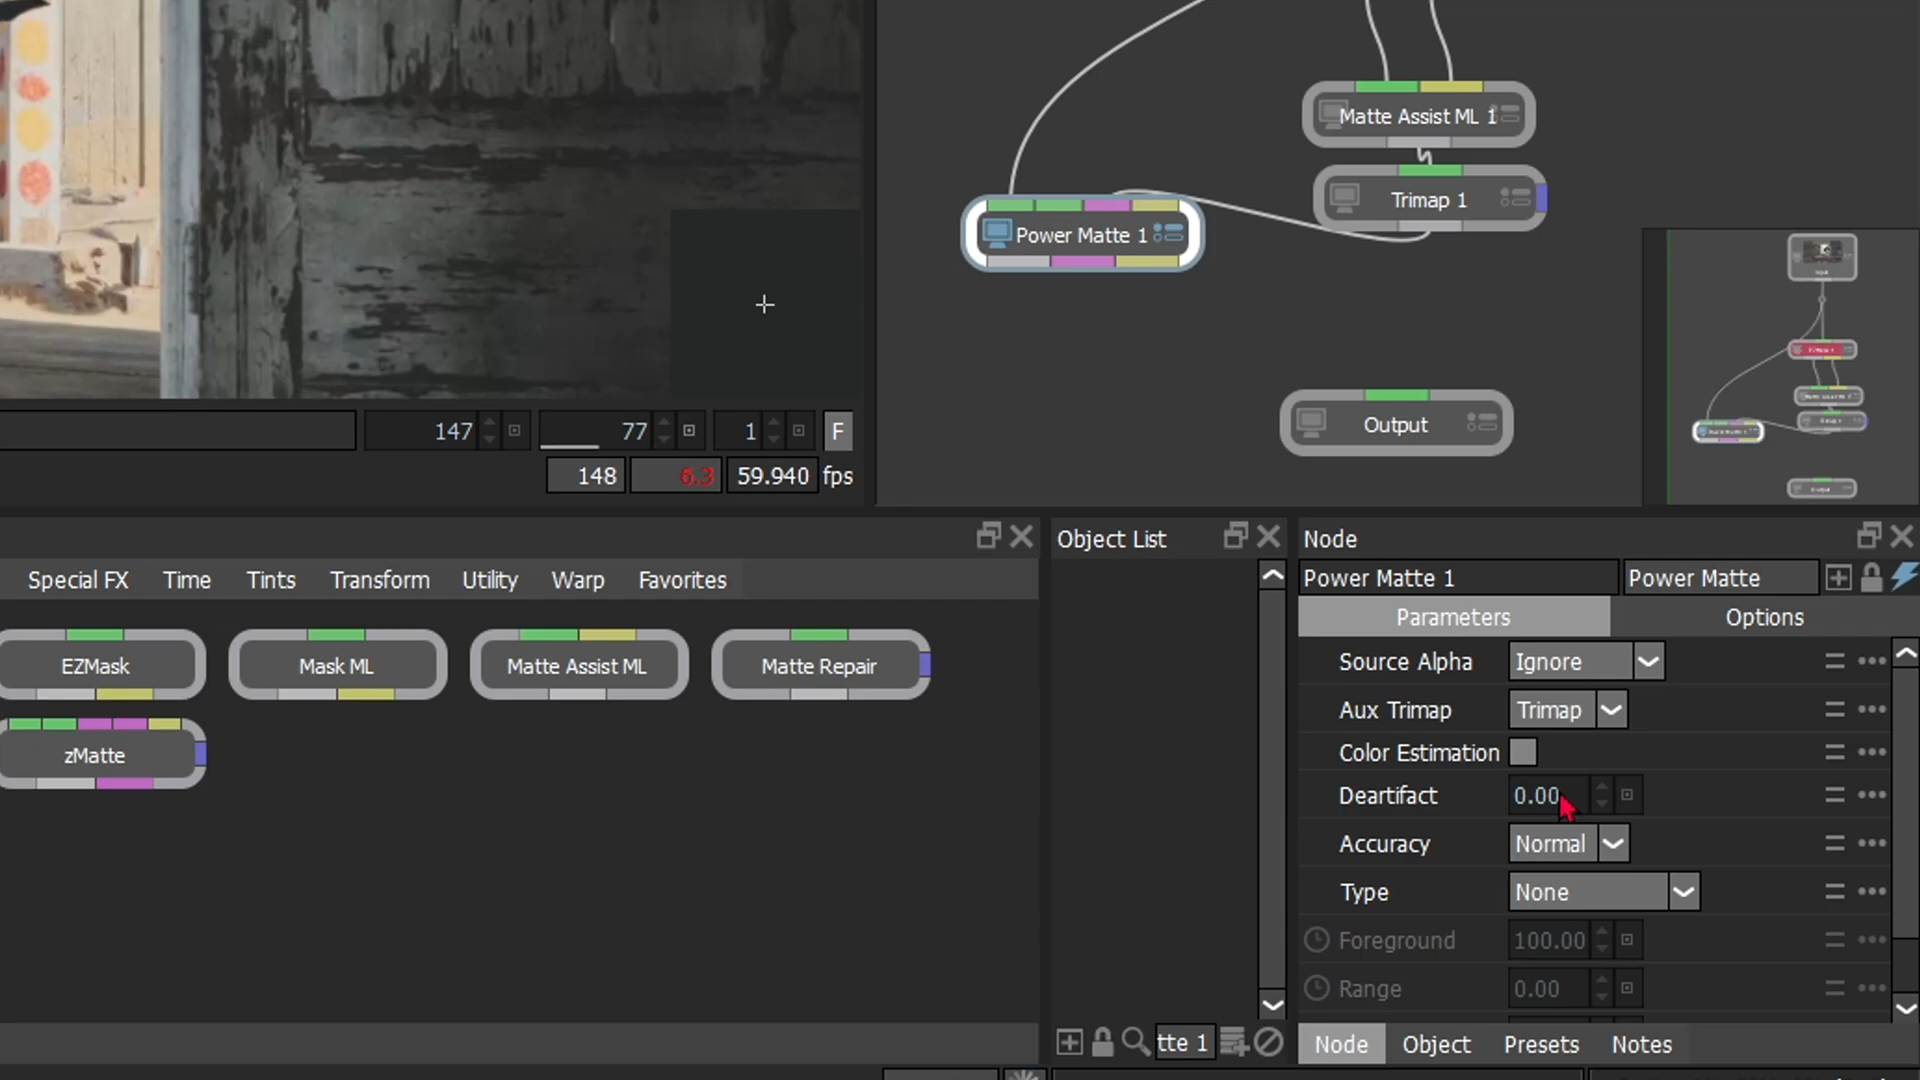 Matte Assist ML 1
Trimap 1
Power Matte 1
Output
147
77
1
F
148
6.3
59.940
fps
Object List
Node
Special FX
Time
Tints
Transform
Utility
Warp
Favorites
Power Matte 1
Power Matte
Parameters
Options
EZMask
Mask ML
Matte Assist ML
Matte Repair
zMatte
Source Alpha
Ignore
Aux Trimap
Trimap
Color Estimation
Deartifact
0.00
Accuracy
Normal
Type
None
Foreground
100.00
Range
0.00
tte 1
Node
Object
Presets
Notes